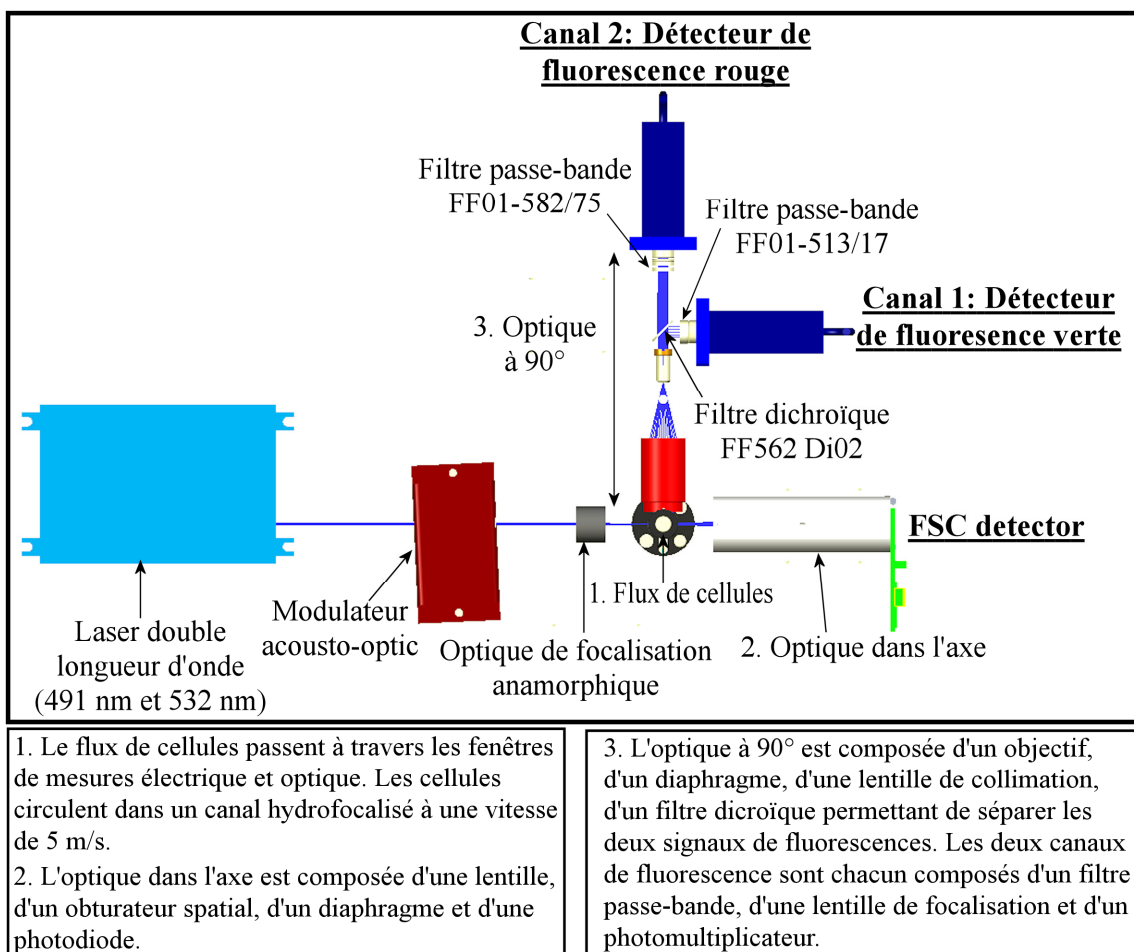 Canal 2: Détecteur de
fluorescence rouge
Filtre passe-bande
FF01-582/75
Filtre passe-bande
FF01-513/17
3. Optique
à 90°
Canal 1: Détecteur
de fluoresence verte
Filtre dichroïque
FF562 Di02
FSC detector
1. Flux de cellules
Laser double
longueur d'onde
(491 nm et 532 nm)
Modulateur
acousto-optic
Optique de focalisation
anamorphique
2. Optique dans l'axe
1. Le flux de cellules passent à travers les fenêtres
de mesures électrique et optique. Les cellules
circulent dans un canal hydrofocalisé à une vitesse
de 5 m/s.
2. L'optique dans l'axe est composée d'une lentille,
d'un obturateur spatial, d'un diaphragme et d'une
photodiode.
3. L'optique à 90° est composée d'un objectif,
d'un diaphragme, d'une lentille de collimation,
d'un filtre dicroïque permettant de séparer les
deux signaux de fluorescences. Les deux canaux
de fluorescence sont chacun composés d'un filtre
passe-bande, d'une lentille de focalisation et d'un
photomultiplicateur.